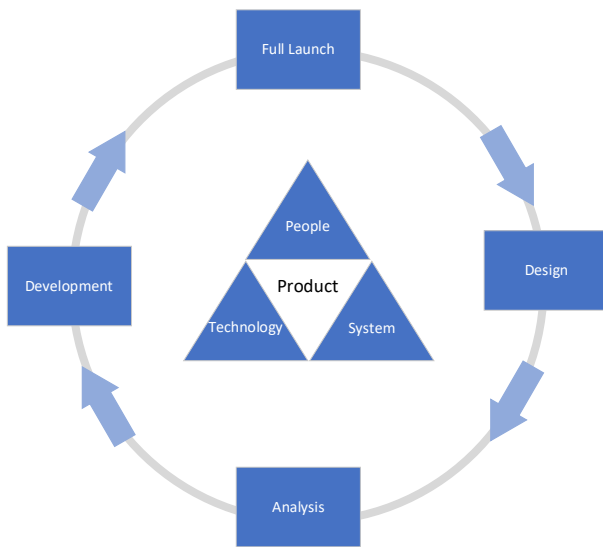 Full Launch
People
Design
Development
Product
Technology
System
Analysis